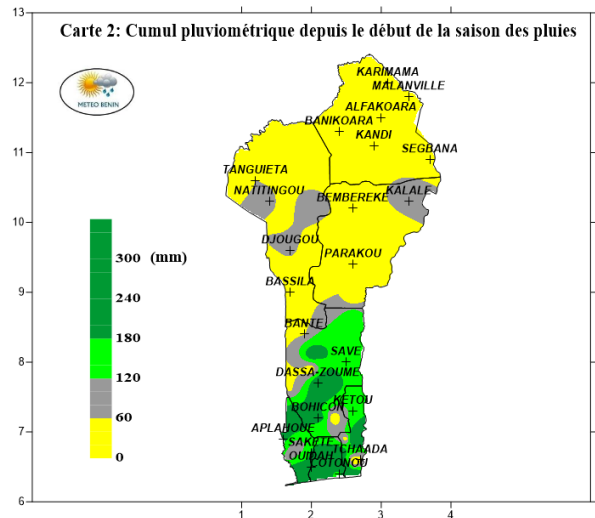 Carte 2: Cumul pluviométrique depuis le début de la saison des pluies
METEO BENIN
KARIMAMA
MALANVILLE
ALFAKOARA
BANIKOARA
KANDI
SEGBANA
TANGUIETA
NATITINGOU
KALALE
BEMBEREKE
DJOUGOU
PARAKOU
BASSILA
BANTE
SAVE
DASSA-ZOUME
KETOU
BOHICON
APLAHOUE
SAKETE
TCHAADA
OUIDAH
COTONOU
300 (mm)
240
180
120
60
0
13
12
11
10
9
8
7
6
1 2 3 4